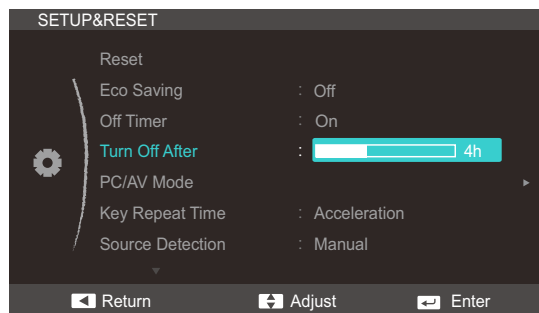 SETUP&RESET
Reset
Eco Saving : Off
Off Timer : On
Turn Off After : 4h
PC/AV Mode
Key Repeat Time : Acceleration
Source Detection : Manual
Return Adjust Enter